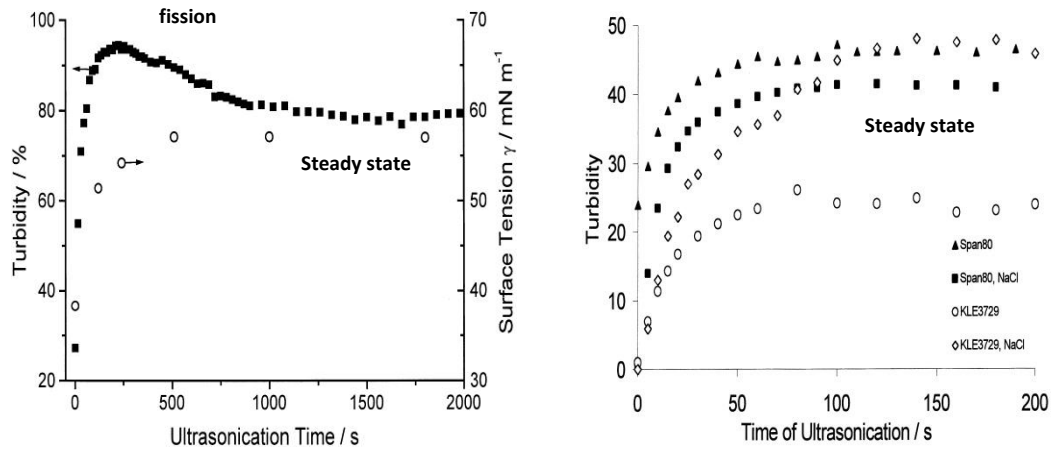 fission
100
80
60
40
20
Turbidity / %
70
60
50
40
30
Surface Tension γ / mN m⁻¹
Steady state
0
500
1000
1500
2000
Ultrasonication Time / s
50
40
30
20
10
0
Turbidity
Steady state
Span80
Span80, NaCl
KLE3729
KLE3729, NaCl
0
50
100
150
200
Time of Ultrasonication / s